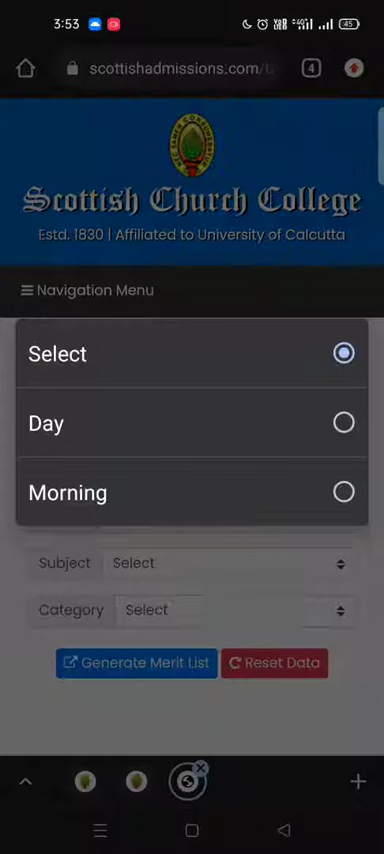 3:53
45
scottishadmissions.com/
4
Scottish Church College
Estd. 1830 | Affiliated to University of Calcutta
Navigation Menu
Select
Day
Morning
Subject Select
Category Select
Generate Merit List Reset Data